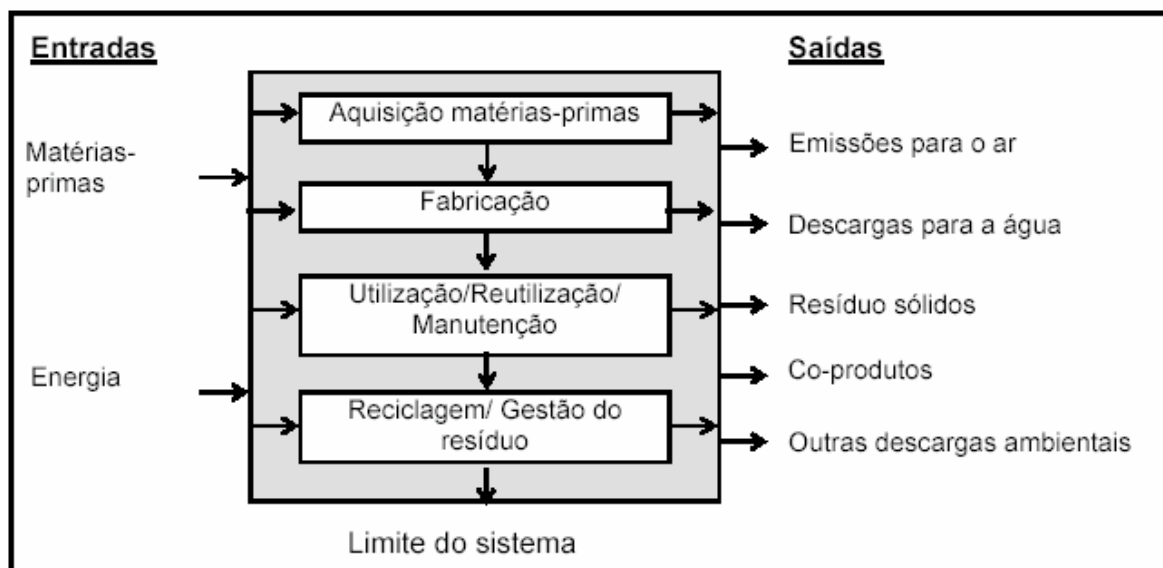 Entradas
Saídas
Matérias-
primas
Energia
Aquisição matérias-primas
Fabricação
Utilização/Reutilização/
Manutenção
Reciclagem/ Gestão do
resíduo
Limite do sistema
Emissões para o ar
Descargas para a água
Resíduo sólidos
Co-produtos
Outras descargas ambientais